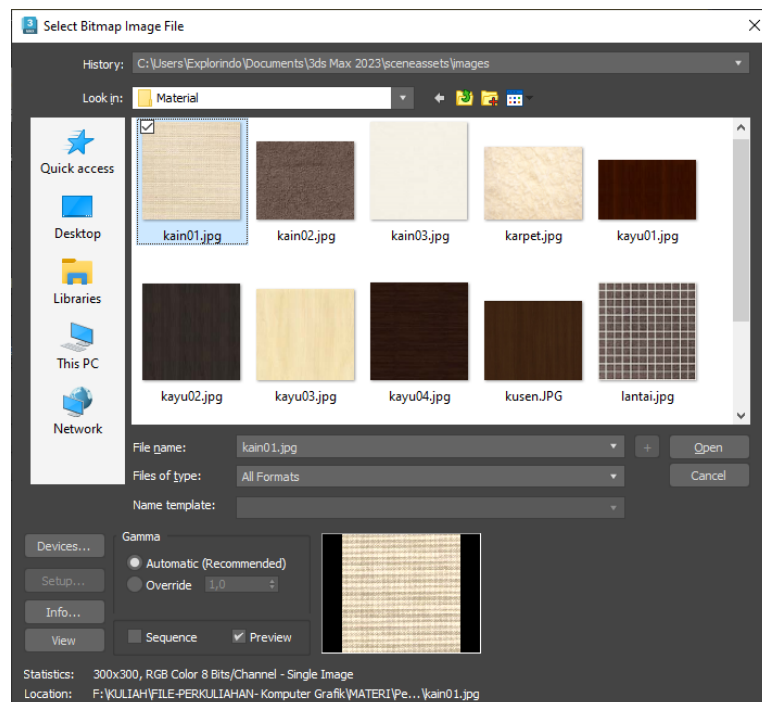 Select Bitmap Image File
History: C:\Users\Explorindo\Documents\3ds Max 2023\sceneassets\images
Look in: Material
Quick access
Desktop
Libraries
This PC
Network
kain01.jpg kain02.jpg kain03.jpg karpet.jpg kayu01.jpg
kayu02.jpg kayu03.jpg kayu04.jpg kusen.JPG lantai.jpg
File name: kain01.jpg + Open
Files of type: All Formats Cancel
Name template:
Devices...
Setup...
Info...
View
Gamma
Automatic (Recommended)
Override 1,0
Sequence Preview
Statistics: 300x300, RGB Color 8 Bits/Channel - Single Image
Location: F:\KULIAH\FILE-PERKULIAHAN- Komputer Grafik\MATERI\Pe...\kain01.jpg